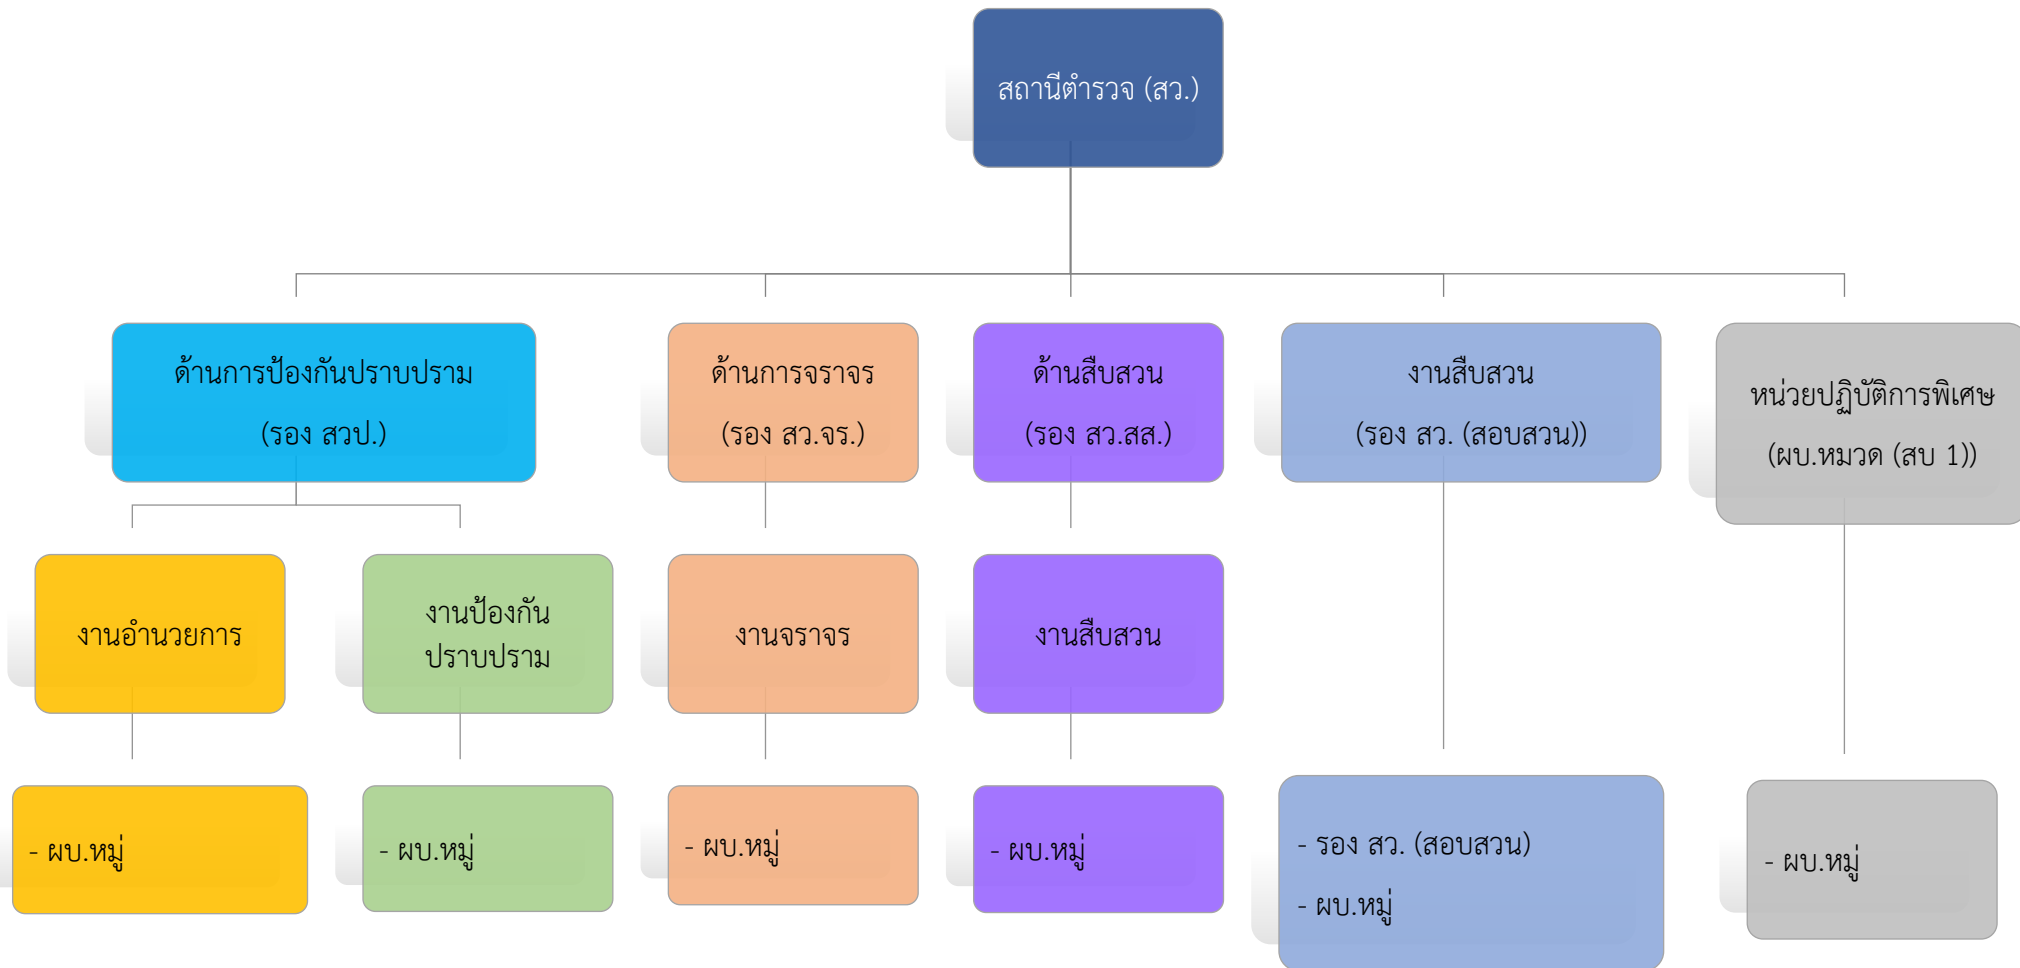 สถานีตำรวจ (สว.)
ด้านการป้องกันปราบปราม
(รอง สวป.)
ด้านการจราจร
(รอง สว.จร.)
ด้านสืบสวน
(รอง สว.สส.)
งานสืบสวน
(รอง สว. (สอบสวน))
หน่วยปฏิบัติการพิเศษ
(ผบ.หมวด (สบ 1))
งานอำนวยการ
งานป้องกัน
ปราบปราม
งานจราจร
งานสืบสวน
- ผบ.หมู่
- ผบ.หมู่
- ผบ.หมู่
- ผบ.หมู่
- รอง สว. (สอบสวน)
- ผบ.หมู่
- ผบ.หมู่